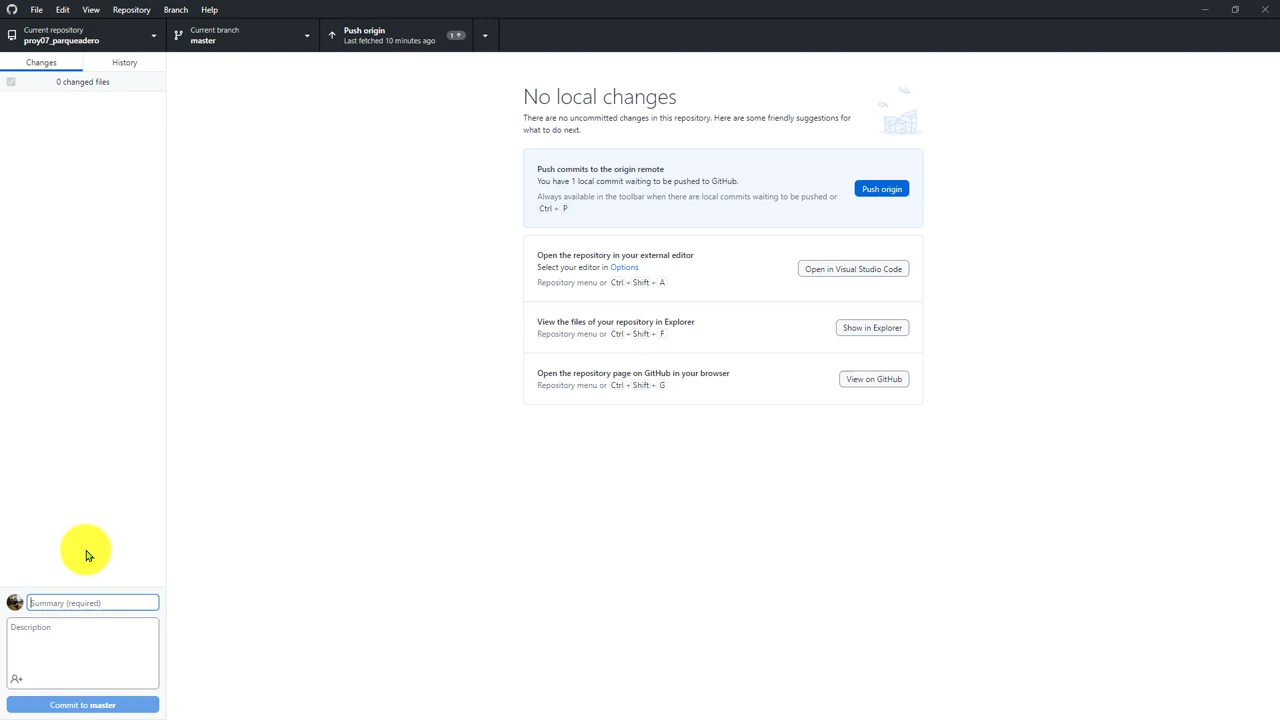 File Edit View Repository Branch Help
Current repository
proy07_parqueadero
Current branch
master
Push origin
Last fetched 10 minutes ago
1
Changes
History
0 changed files
No local changes
There are no uncommitted changes in this repository. Here are some friendly suggestions for
what to do next.
Push commits to the origin remote
You have 1 local commit waiting to be pushed to GitHub.
Always available in the toolbar when there are local commits waiting to be pushed or
Ctrl + P
Push origin
Open the repository in your external editor
Select your editor in Options
Repository menu or Ctrl + Shift + A
Open in Visual Studio Code
View the files of your repository in Explorer
Repository menu or Ctrl + Shift + F
Show in Explorer
Open the repository page on GitHub in your browser
Repository menu or Ctrl + Shift + G
View on GitHub
Summary (required)
Description
Commit to master